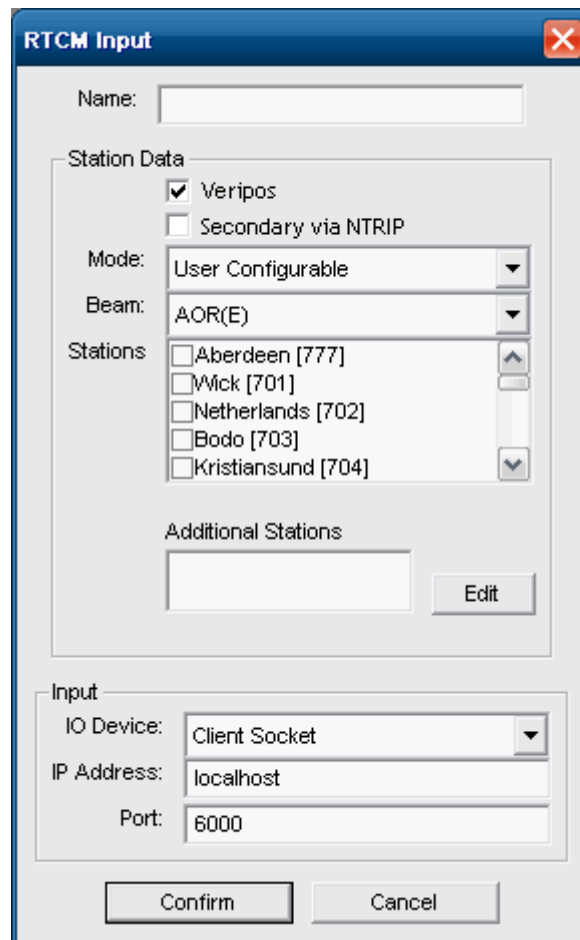 RTCM Input
Name:
Station Data
Veripos
Secondary via NTRIP
Mode: User Configurable
Beam: AOR(E)
Stations
Aberdeen [777]
Wick [701]
Netherlands [702]
Bodo [703]
Kristiansund [704]
Additional Stations
Edit
Input
IO Device: Client Socket
IP Address: localhost
Port: 6000
Confirm Cancel